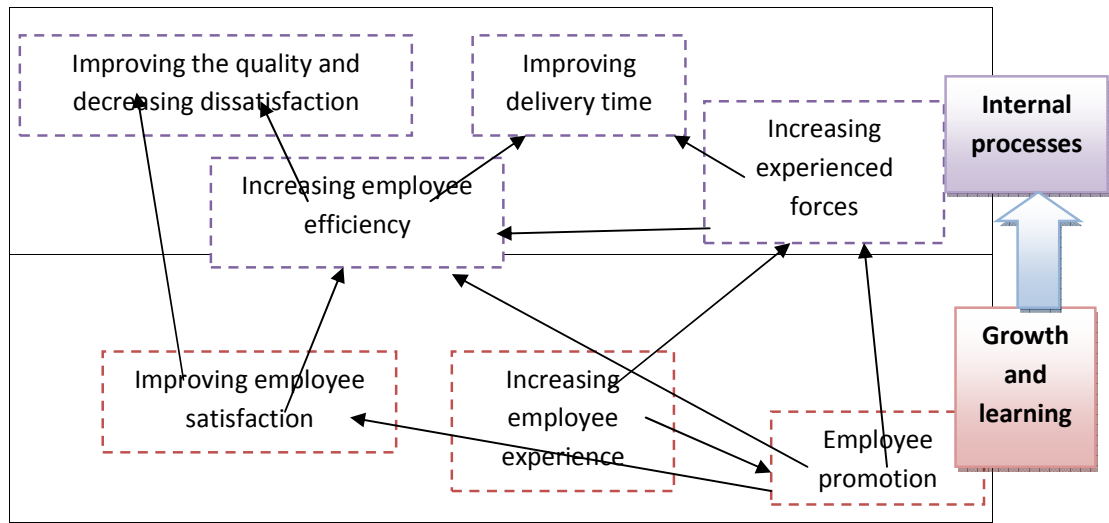 Improving the quality and
decreasing dissatisfaction
Improving
delivery time
Increasing
experienced
forces
Internal
processes
Increasing employee
efficiency
Growth
and
learning
Improving employee
satisfaction
Increasing
employee
experience
Employee
promotion